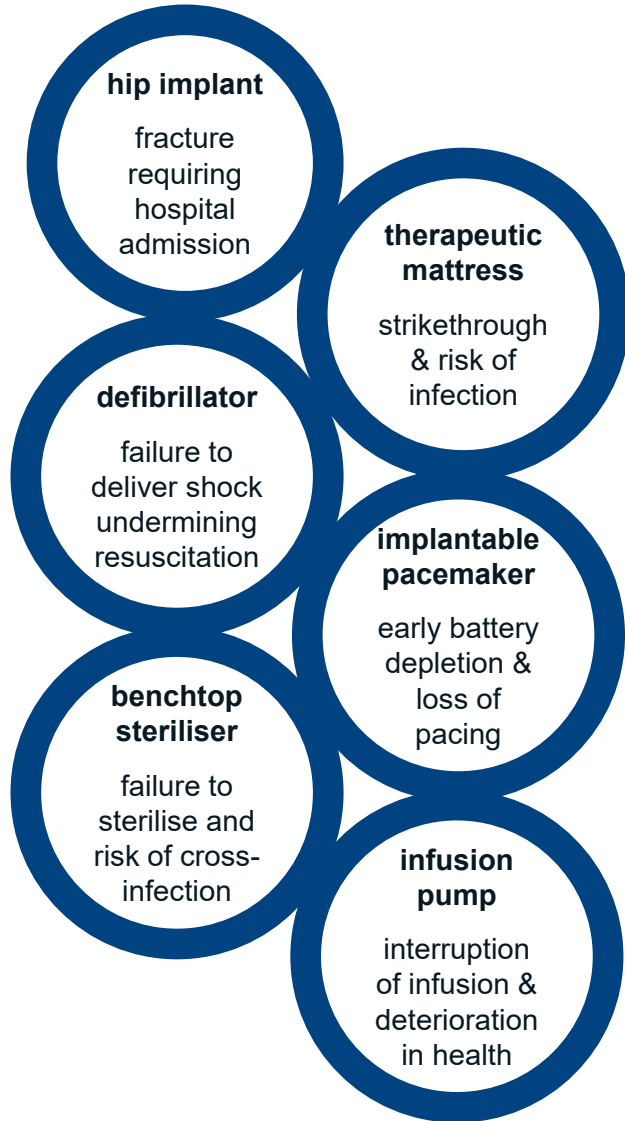 hip implant
fracture
requiring
hospital
admission
therapeutic
mattress
strikethrough
& risk of
infection
defibrillator
failure to
deliver shock
undermining
resuscitation
implantable
pacemaker
early battery
depletion &
loss of
pacing
benchtop
steriliser
failure to
sterilise and
risk of cross-
infection
infusion
pump
interruption
of infusion &
deterioration
in health